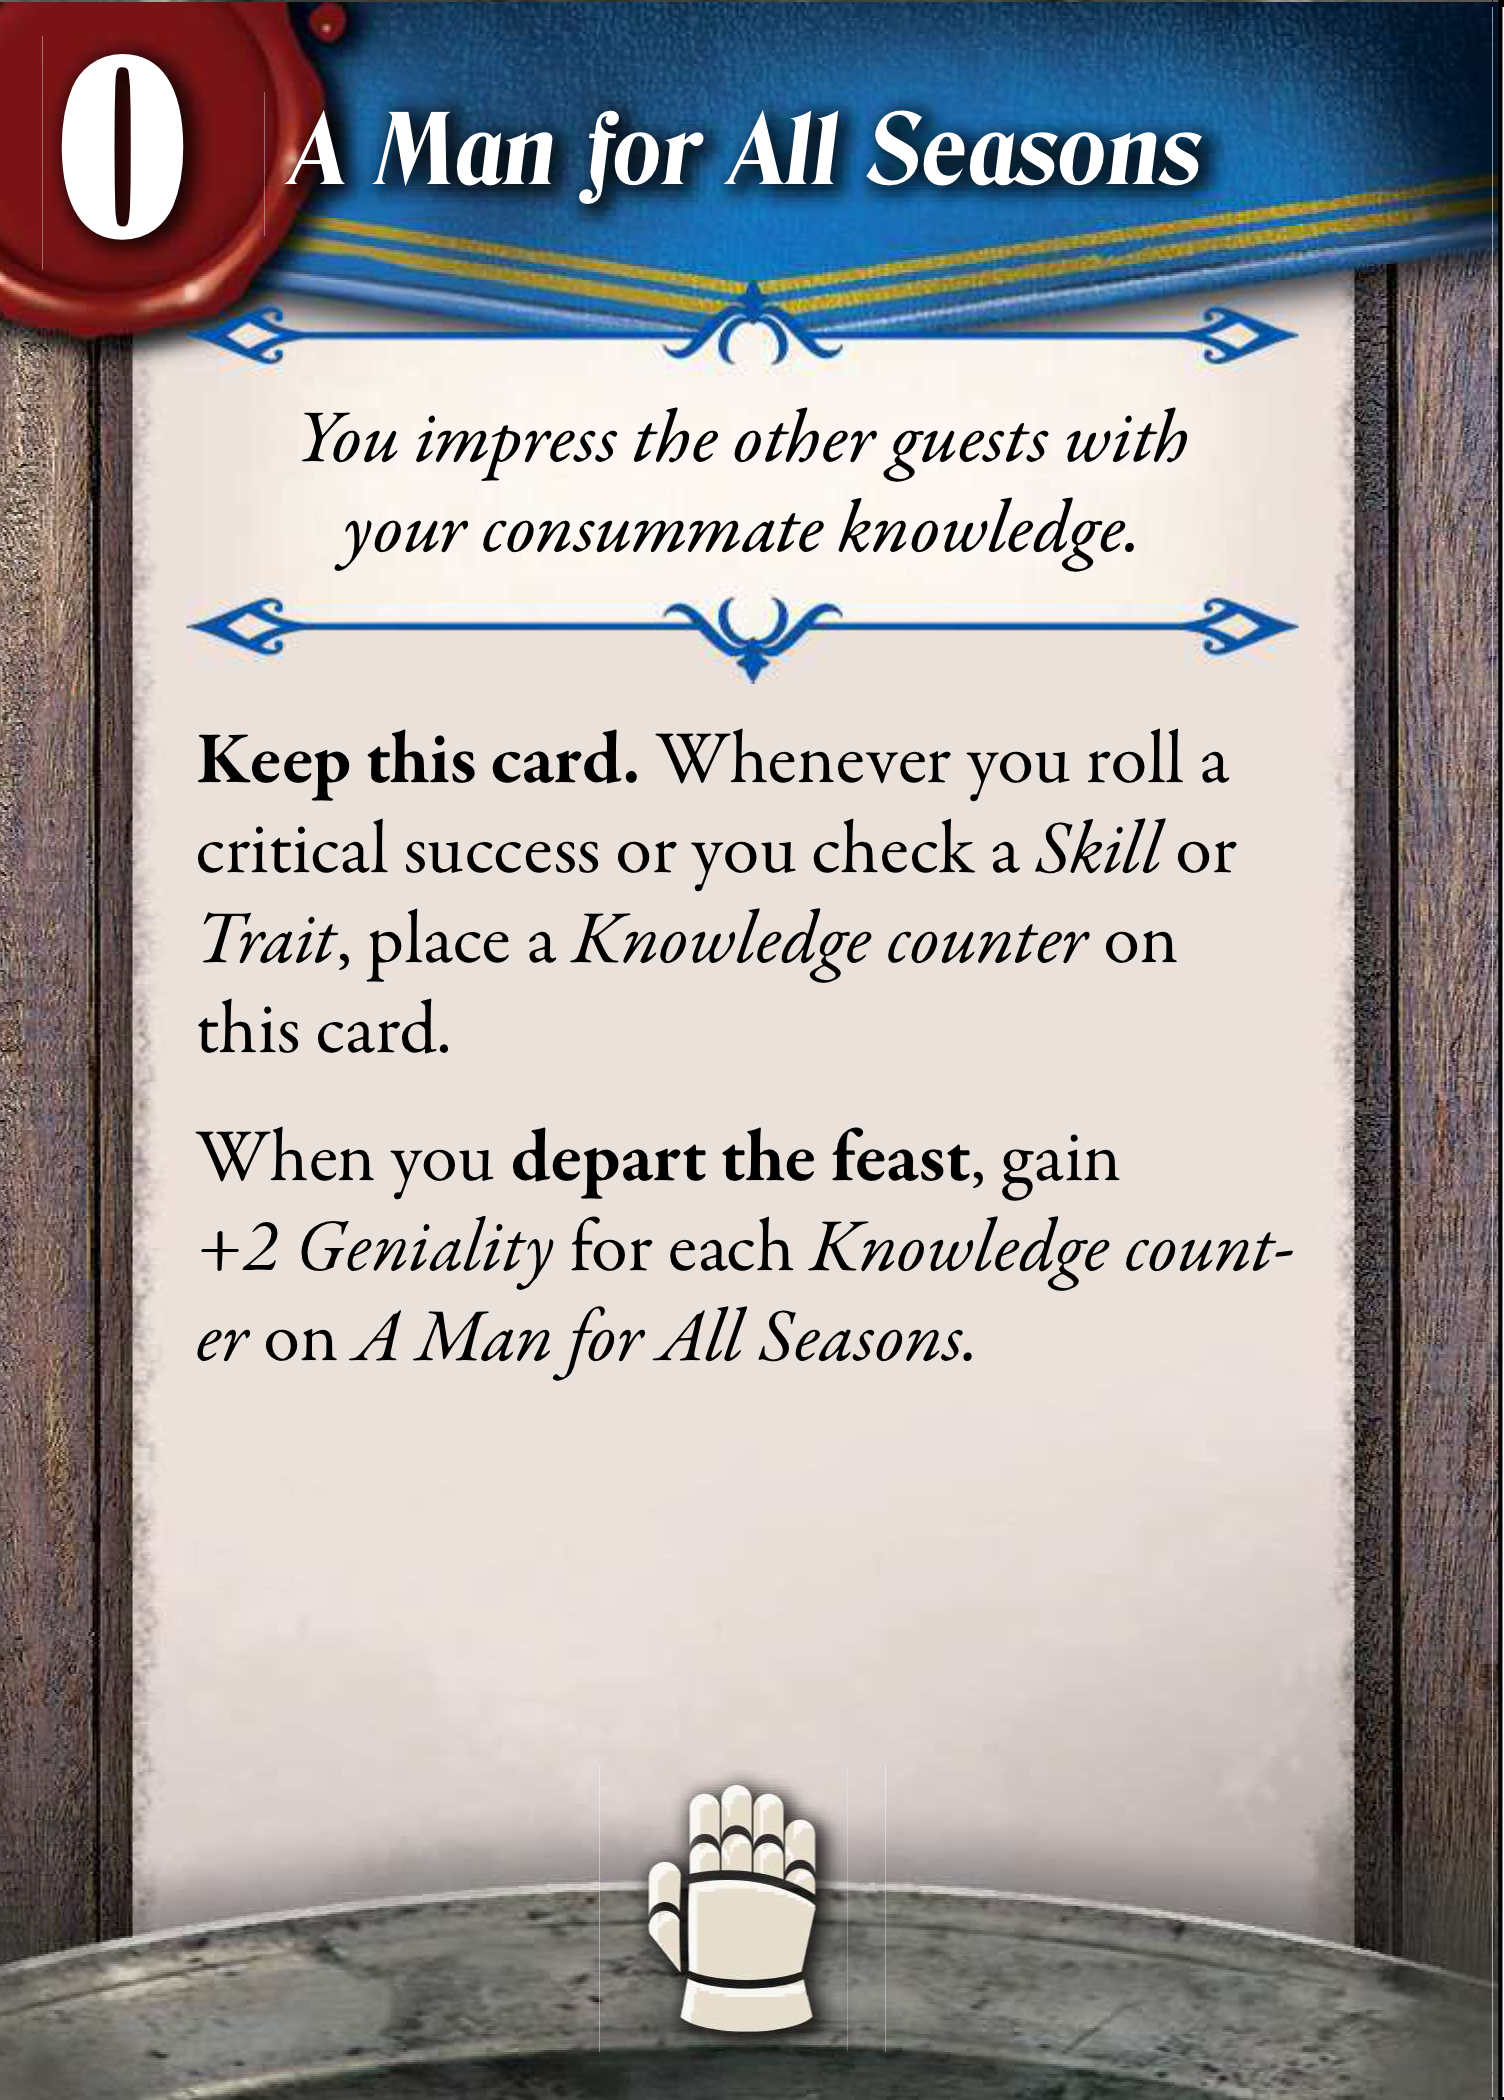 0
A Man for All Seasons
You impress the other guests with
your consummate knowledge.
Keep this card. Whenever you roll a
critical success or you check a Skill or
Trait, place a Knowledge counter on
this card.
When you depart the feast, gain
+2 Geniality for each Knowledge count-
er on A Man for All Seasons.